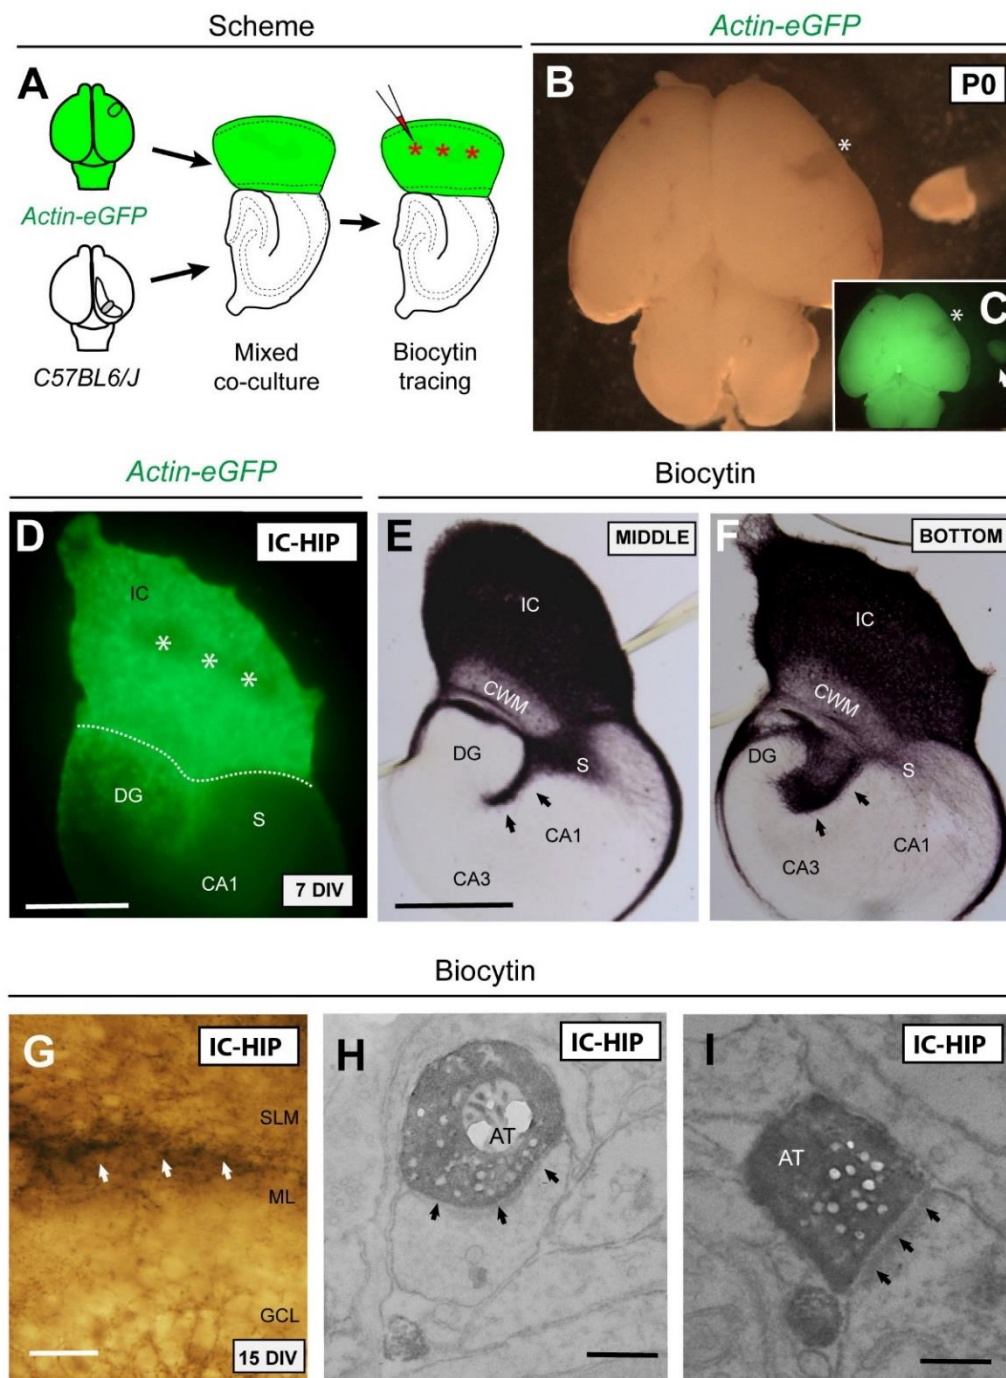 Scheme
Actin-eGFP
A
B
P0
*
* * *
Actin-eGFP
C57BL6/J
Mixed
co-culture
Biocytin
tracing
C
*
Actin-eGFP
Biocytin
D
IC-HIP
IC
* * *
DG
S
CA1
7 DIV
E
MIDDLE
IC
CWM
DG
S
CA1
CA3
F
BOTTOM
IC
CWM
DG
S
CA1
CA3
Biocytin
G
IC-HIP
SLM
ML
GCL
15 DIV
H
IC-HIP
AT
I
IC-HIP
AT